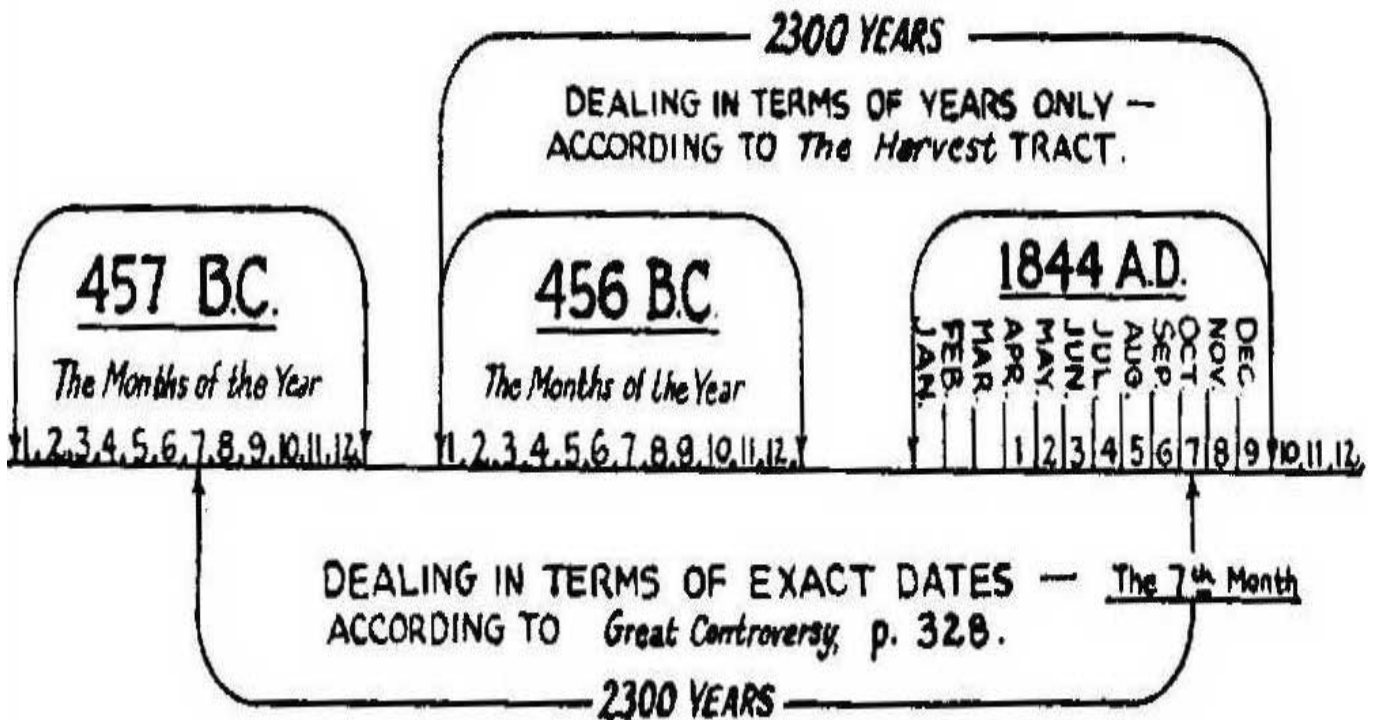 2300 YEARS
DEALING IN TERMS OF YEARS ONLY —
ACCORDING TO The Harvest TRACT.
457 B.C.
The Months of the Year
1 2 3 4 5 6 7 8 9 10 11 12
456 B.C.
The Months of the Year
1 2 3 4 5 6 7 8 9 10 11 12
1844 A.D.
JAN. FEB. MAR. APR. MAY. JUN. JUL. AUG. SEP. OCT. NOV. DEC.
1 2 3 4 5 6 7 8 9 10 11 12
DEALING IN TERMS OF EXACT DATES — The 7th Month
ACCORDING TO Great Controversy, p. 328.
2300 YEARS